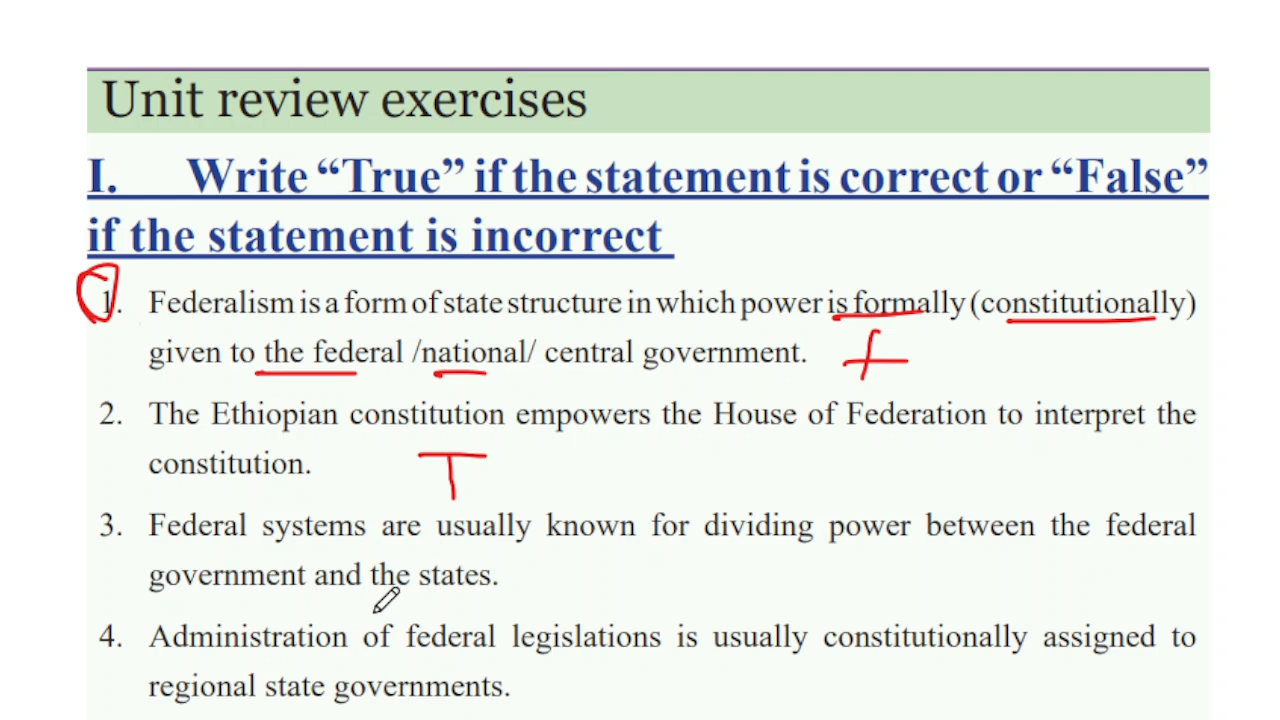 Unit review exercises
I. Write “True” if the statement is correct or “False”
if the statement is incorrect
1. Federalism is a form of state structure in which power is formally (constitutionally)
given to the federal /national/ central government.
2. The Ethiopian constitution empowers the House of Federation to interpret the
constitution.
T
3. Federal systems are usually known for dividing power between the federal
government and the states.
4. Administration of federal legislations is usually constitutionally assigned to
regional state governments.